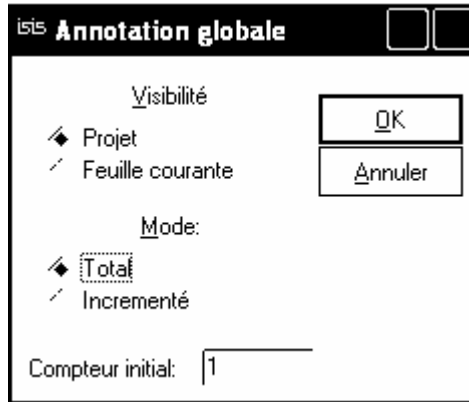 isis Annotation globale
Visibilité
Projet
Feuille courante
Mode:
Total
Incrementé
Compteur initial: 1
OK
Annuler